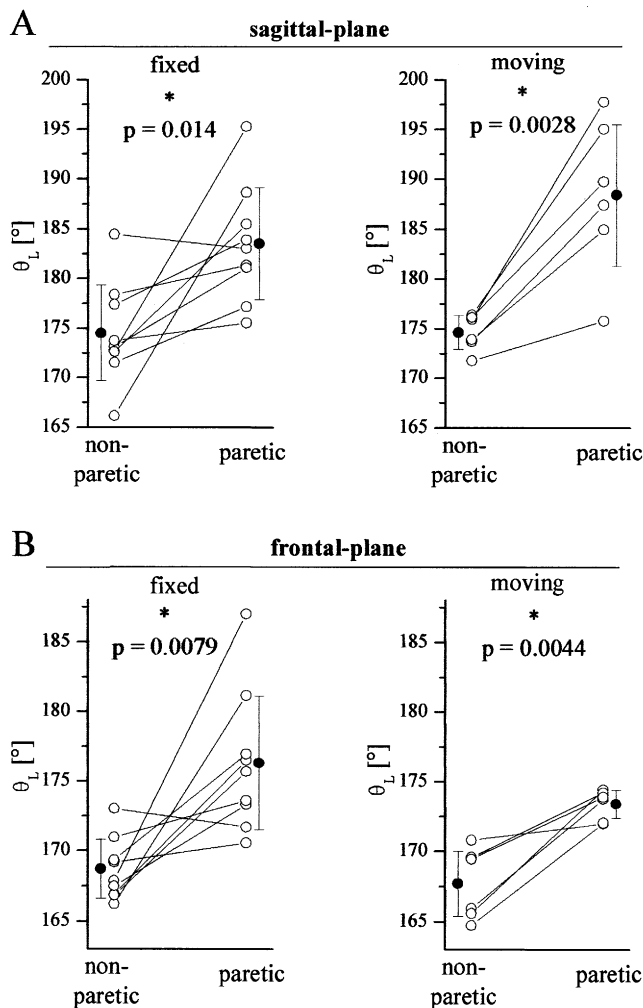 A
sagittal-plane
fixed
*
p = 0.014
200
195
190
185
180
175
170
165
θL [°]
non-
paretic
paretic
moving
*
p = 0.0028
200
195
190
185
180
175
170
165
θL [°]
non-
paretic
paretic
B
frontal-plane
fixed
*
p = 0.0079
185
180
175
170
165
θL [°]
non-
paretic
paretic
moving
*
p = 0.0044
185
180
175
170
165
θL [°]
non-
paretic
paretic